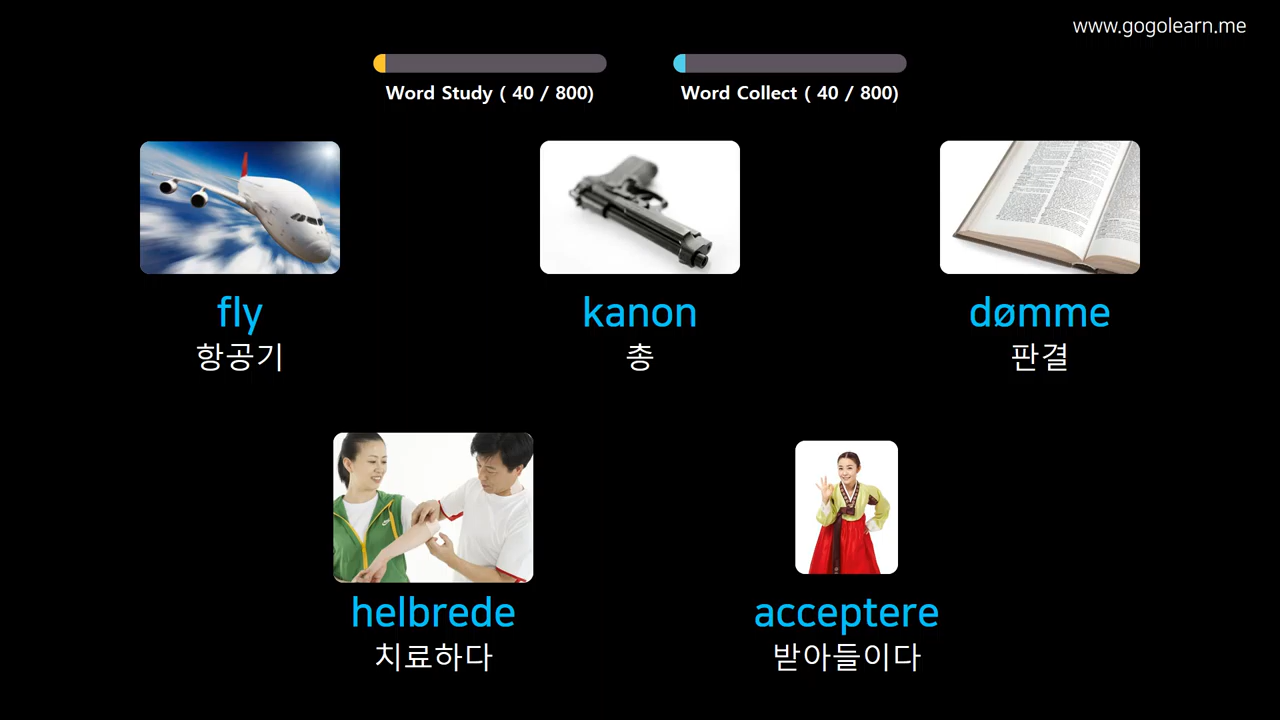 www.gogolearn.me
Word Study ( 40 / 800)
Word Collect ( 40 / 800)
fly
항공기
kanon
총
dømme
판결
helbrede
치료하다
acceptere
받아들이다